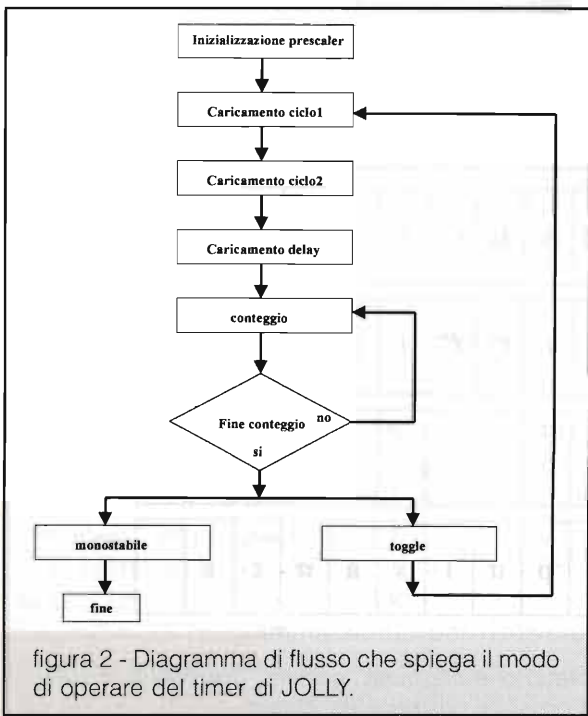 Inizializzazione prescaler
Caricamento ciclo1
Caricamento ciclo2
Caricamento delay
conteggio
Fine conteggio
no
si
monostabile
toggle
fine
figura 2 - Diagramma di flusso che spiega il modo
di operare del timer di JOLLY.